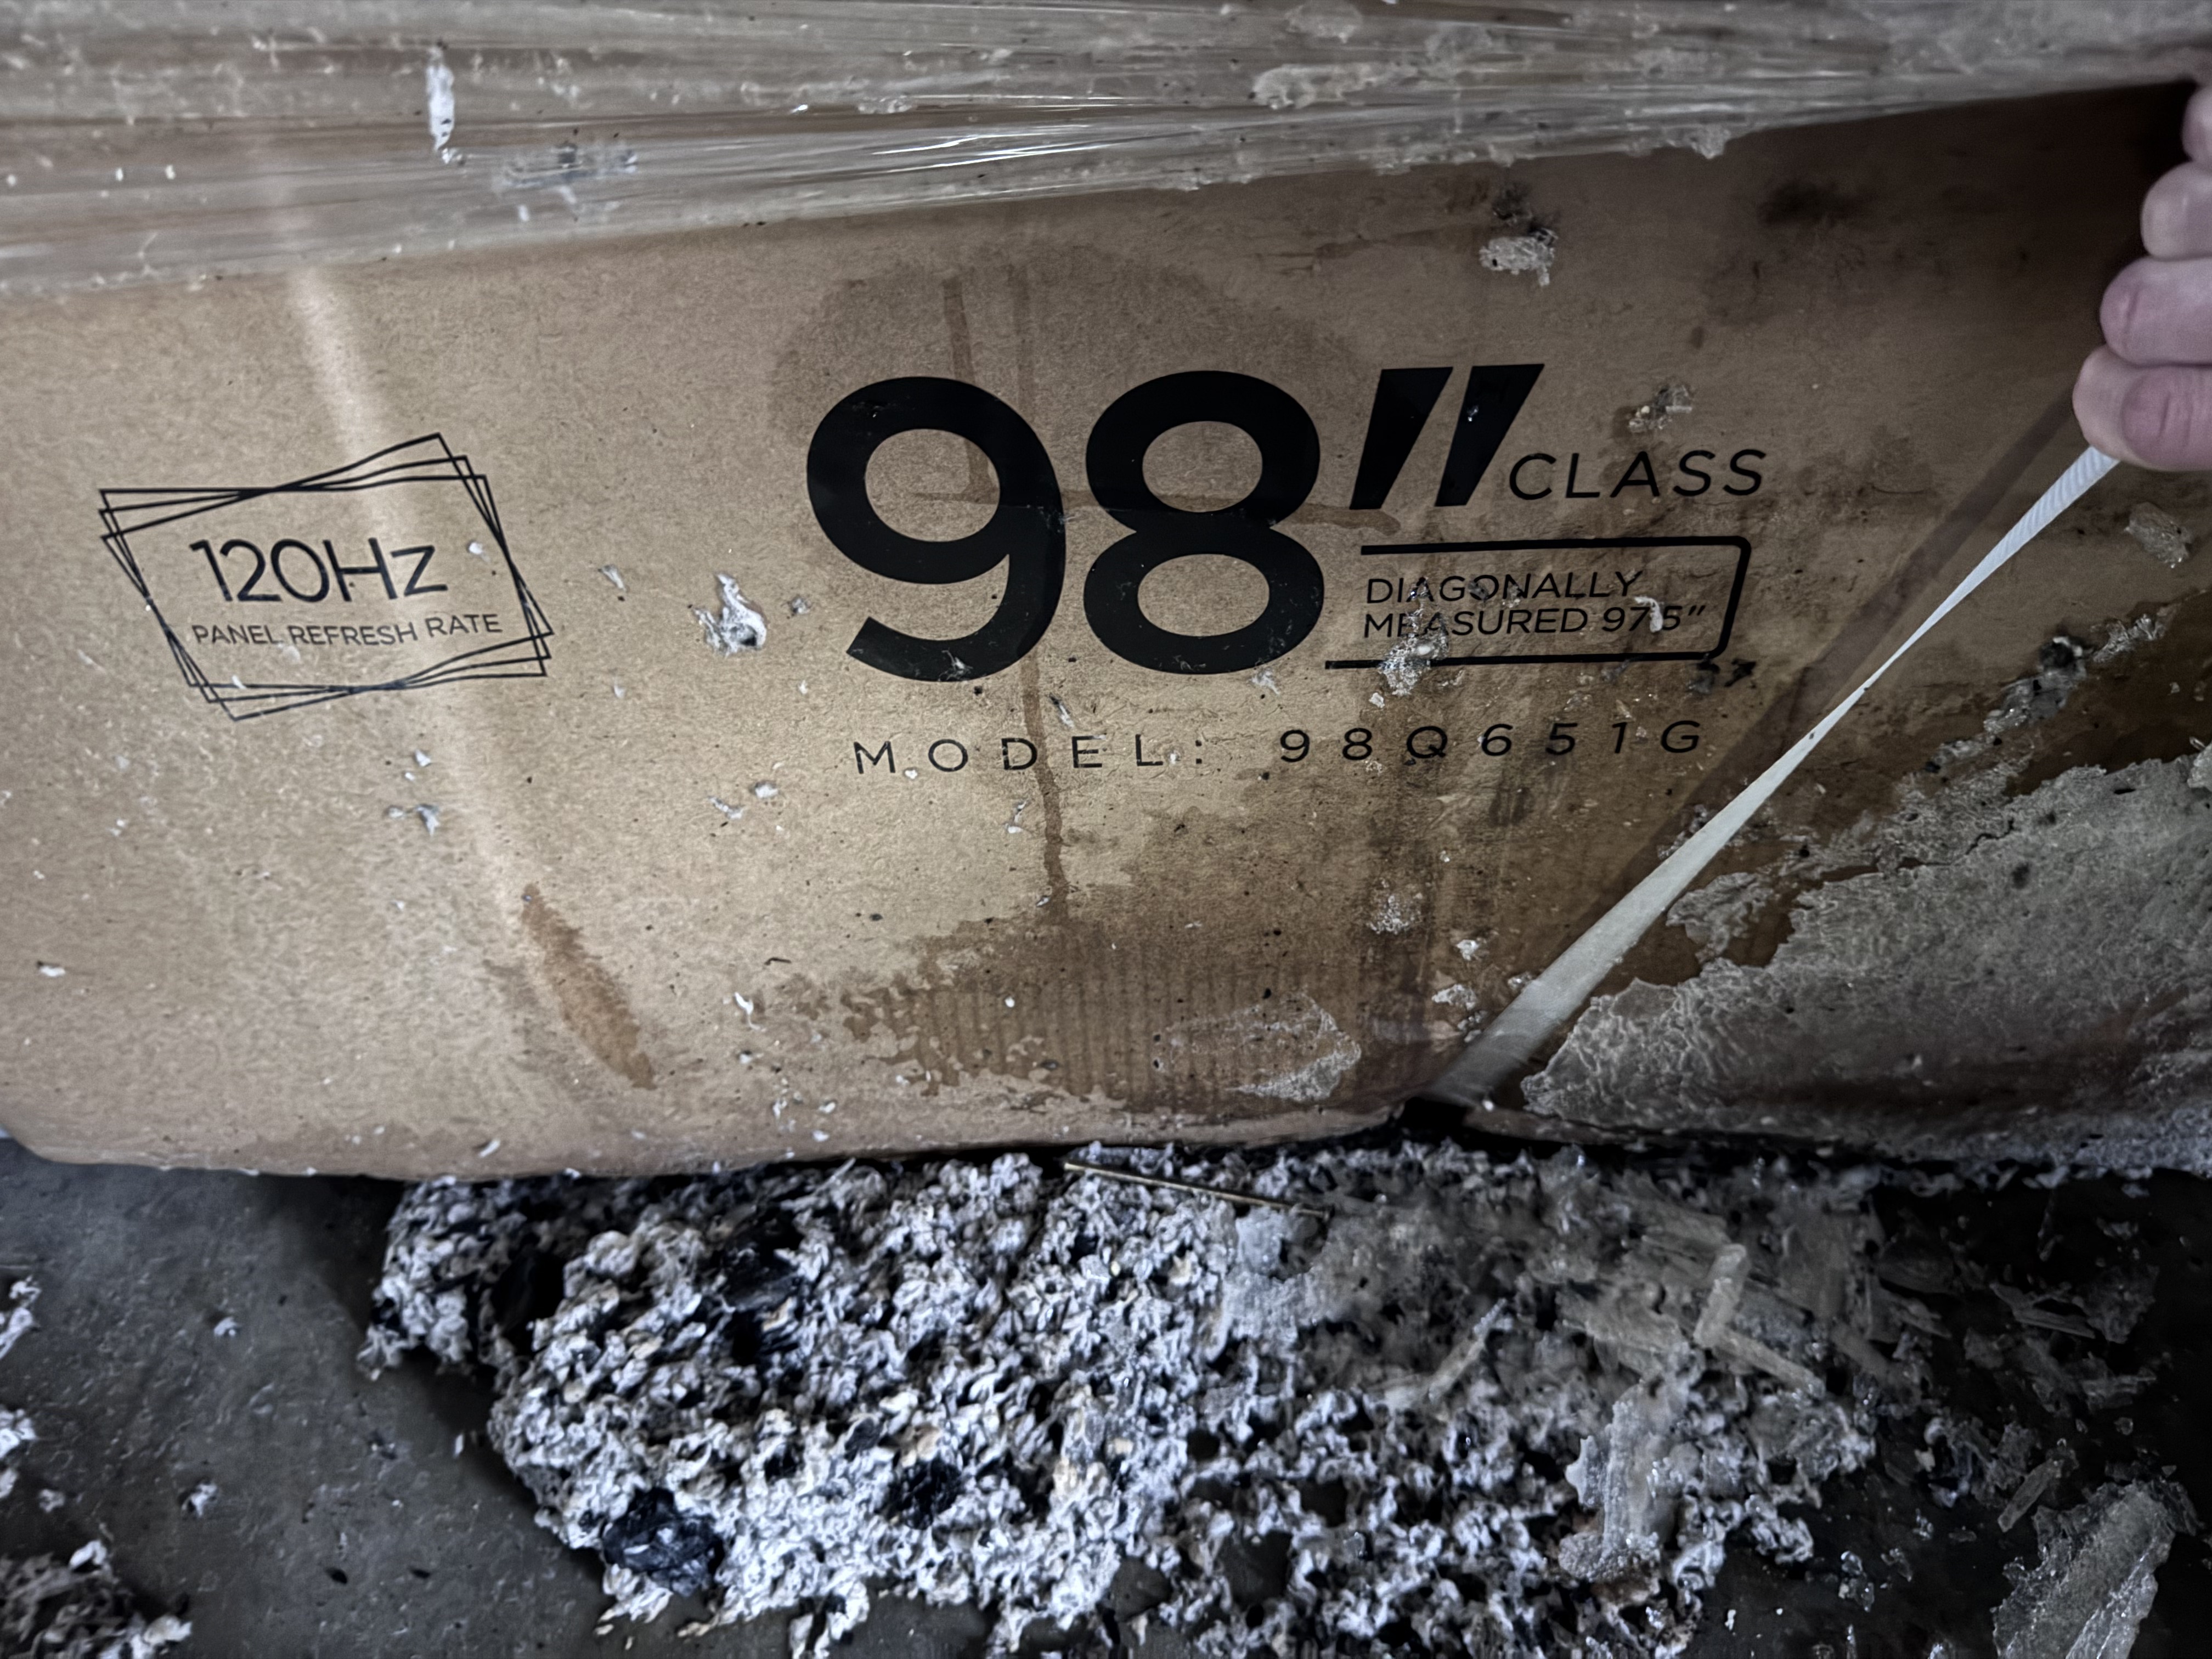 120Hz
PANEL REFRESH RATE
98" CLASS
DIAGONALLY
MEASURED 97.5"
MODEL: 98Q651G